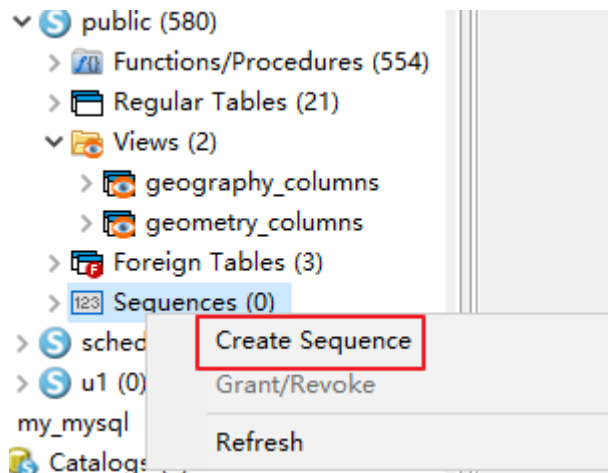 public (580)
Functions/Procedures (554)
Regular Tables (21)
Views (2)
geography_columns
geometry_columns
Foreign Tables (3)
123 Sequences (0)
Create Sequence
u1 (0)
Grant/Revoke
my_mysql
Refresh